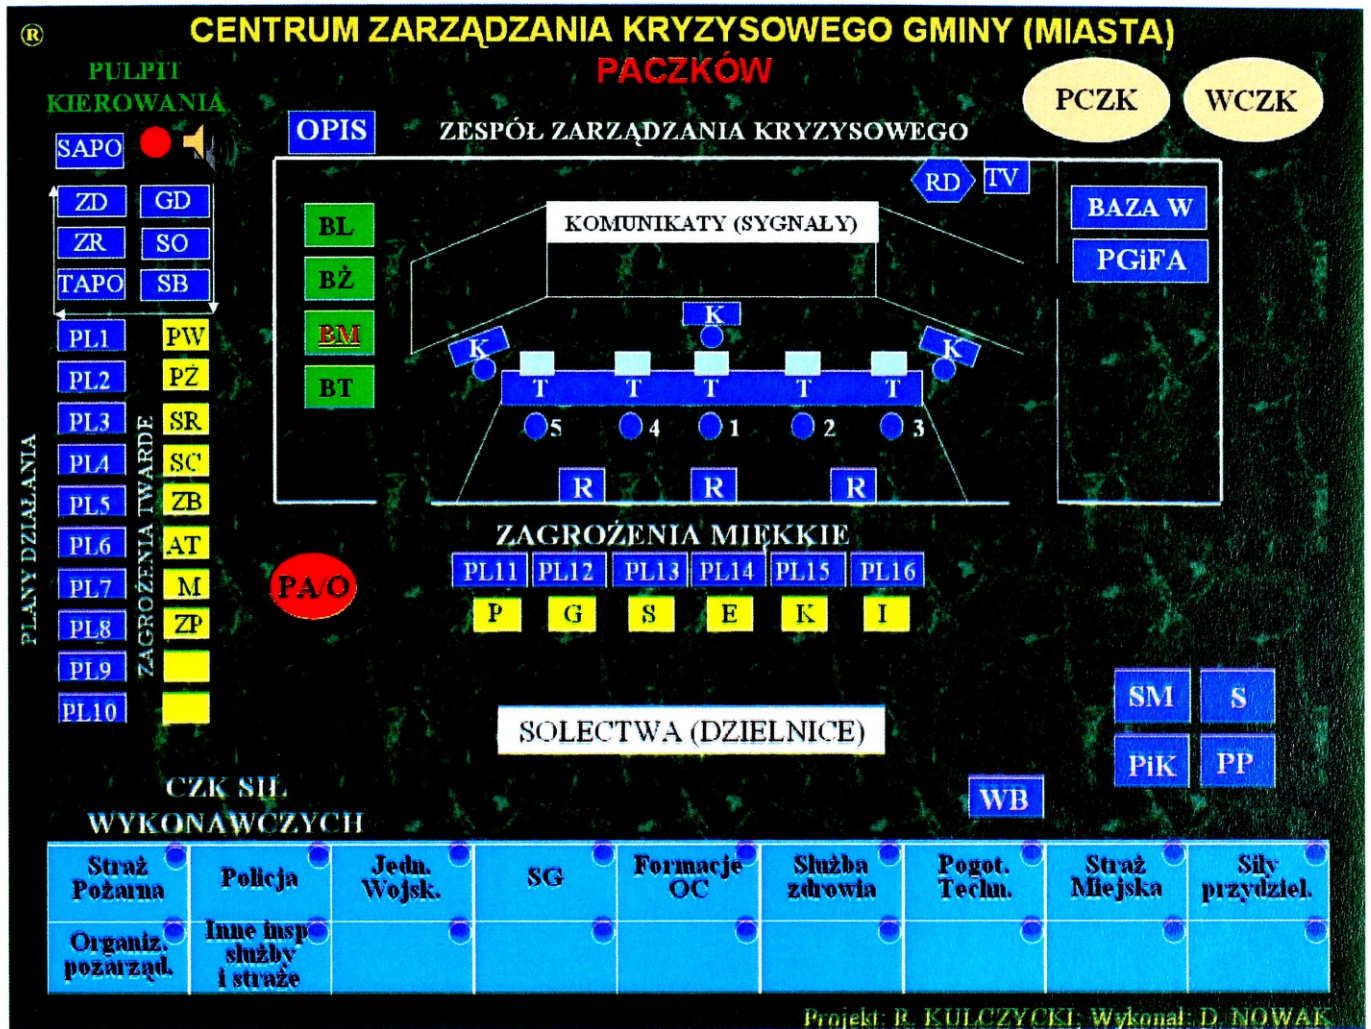 ®
CENTRUM ZARZĄDZANIA KRYZYSOWEGO GMINY (MIASTA)
PACZKÓW
PULPIT
KIEROWANIA
PCZK
WCZK
OPIS
ZESPÓŁ ZARZĄDZANIA KRYZYSOWEGO
SAPO
ZD GD
ZR SO
TAPO SB
RD TV
BL
BŻ
BM
BT
KOMUNIKATY (SYGNAŁY)
BAZA W
PGiFA
K
K K
T T T T T
5 4 1 2 3
R R R
PLANY DZIAŁANIA
ZAGROŻENIA TWARDE
PL1 PW
PL2 PŻ
PL3 SR
PL4 SC
PL5 ZB
PL6 AT
PL7 M
PL8 ZP
PL9
PL10
ZAGROŻENIA MIĘKKIE
PL11 PL12 PL13 PL14 PL15 PL16
P G S E K I
PA/O
SOLECTWA (DZIELNICE)
SM S
PiK PP
WB
CZK SIŁ
WYKONAWCZYCH
Straż
Pożarna
Policja
Jedn.
Wojsk.
SG
Formacje
OC
Służba
zdrowia
Pogot.
Techn.
Straż
Miejska
Siły
przydziel.
Organiz.
pozarząd.
Inne insp
służby
i straże
Projekt: R. KULCZYCKI; Wykonał: D. NOWAK